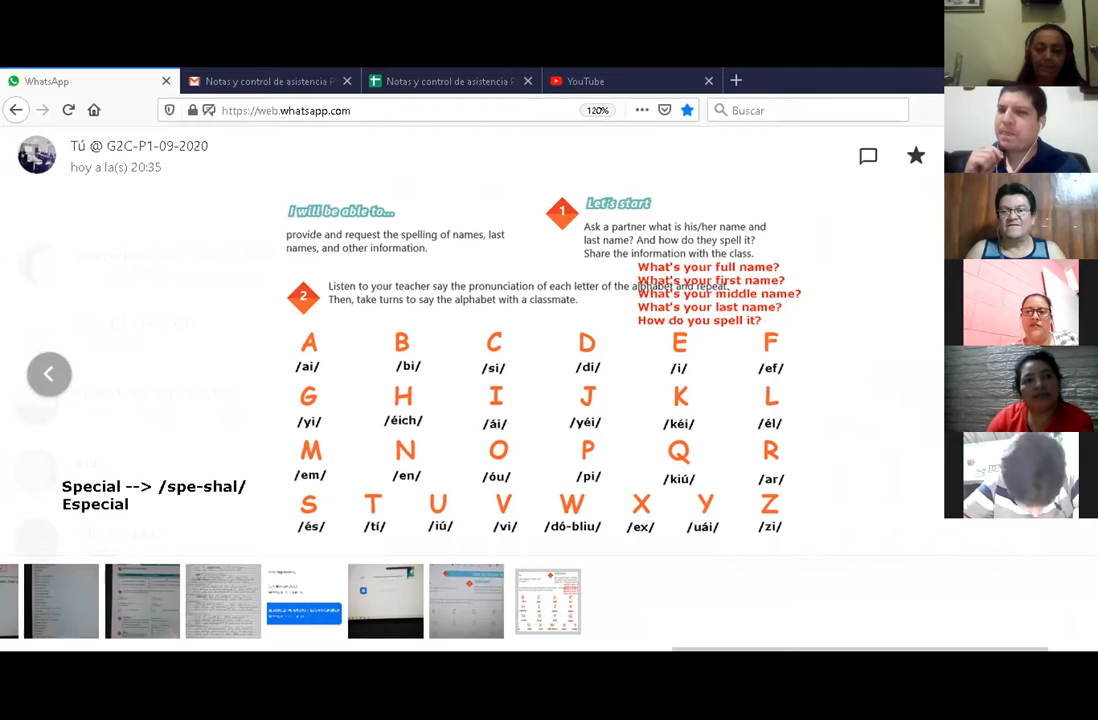 WhatsApp
Notas y control de asistencia P
Notas y control de asistencia P
YouTube
https://web.whatsapp.com
120%
Buscar
Tú @ G2C-P1-09-2020
hoy a la(s) 20:35
I will be able to...
provide and request the spelling of names, last
names, and other information.
1
Let's start
Ask a partner what is his/her name and
last name? And how do they spell it?
Share the information with the class.
What's your full name?
What's your first name?
What's your middle name?
What's your last name?
How do you spell it?
2
Listen to your teacher say the pronunciation of each letter of the alphabet and repeat.
Then, take turns to say the alphabet with a classmate.
A B C D E F
/ai/ /bi/ /si/ /di/ /i/ /ef/
G H I J K L
/yi/ /éich/ /ái/ /yéi/ /kéi/ /él/
M N O P Q R
/em/ /en/ /óu/ /pi/ /kiú/ /ar/
S T U V W X Y Z
/és/ /tí/ /iú/ /vi/ /dó-bliu/ /ex/ /uái/ /zi/
Special --> /spe-shal/
Especial